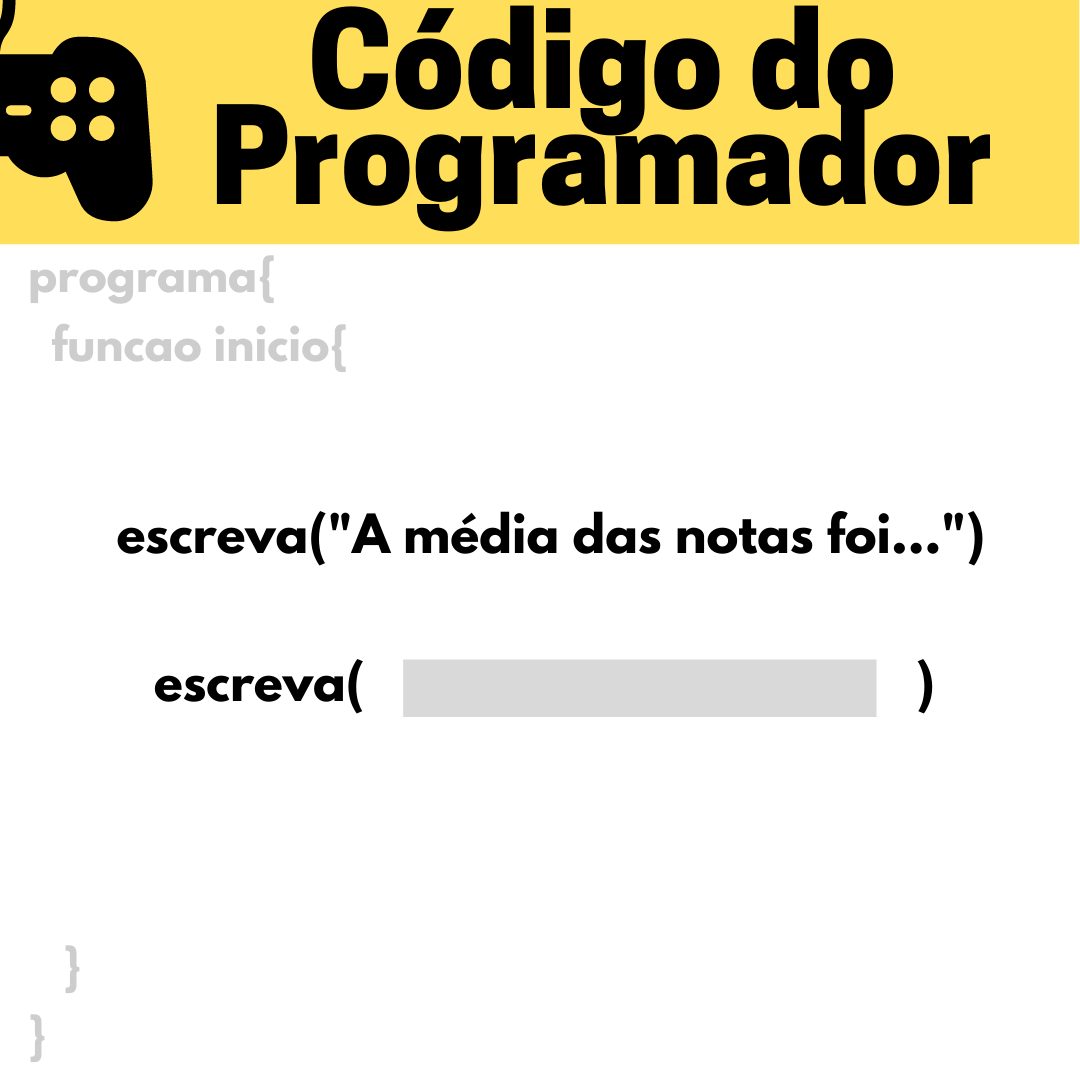 Código do
Programador
programa{
funcao inicio{
escreva("A média das notas foi...")
escreva( )
}
}